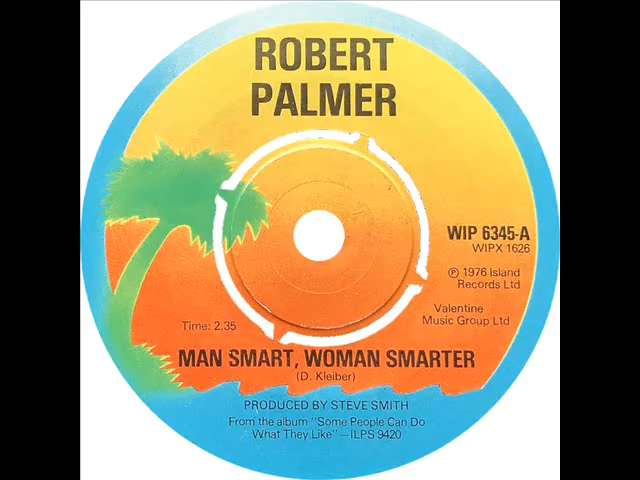 ROBERT
PALMER
WIP 6345-A
WIPX 1626
℗ 1976 Island
Records Ltd
Valentine
Music Group Ltd
Time: 2.35
MAN SMART, WOMAN SMARTER
(D. Kleiber)
PRODUCED BY STEVE SMITH
From the album "Some People Can Do
What They Like"—ILPS 9420